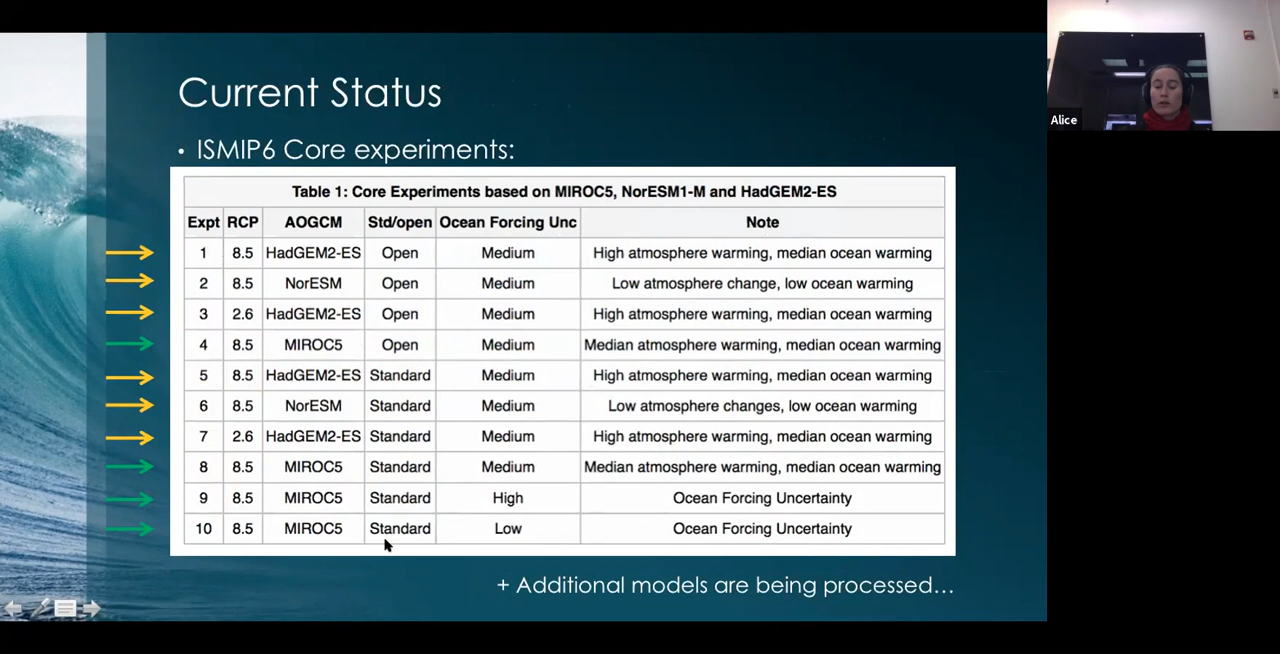 Current Status
• ISMIP6 Core experiments:
Table 1: Core Experiments based on MIROC5, NorESM1-M and HadGEM2-ES
Expt RCP AOGCM Std/open Ocean Forcing Unc Note
1 8.5 HadGEM2-ES Open Medium High atmosphere warming, median ocean warming
2 8.5 NorESM Open Medium Low atmosphere change, low ocean warming
3 2.6 HadGEM2-ES Open Medium High atmosphere warming, median ocean warming
4 8.5 MIROC5 Open Medium Median atmosphere warming, median ocean warming
5 8.5 HadGEM2-ES Standard Medium High atmosphere warming, median ocean warming
6 8.5 NorESM Standard Medium Low atmosphere changes, low ocean warming
7 2.6 HadGEM2-ES Standard Medium High atmosphere warming, median ocean warming
8 8.5 MIROC5 Standard Medium Median atmosphere warming, median ocean warming
9 8.5 MIROC5 Standard High Ocean Forcing Uncertainty
10 8.5 MIROC5 Standard Low Ocean Forcing Uncertainty
+ Additional models are being processed...
Alice